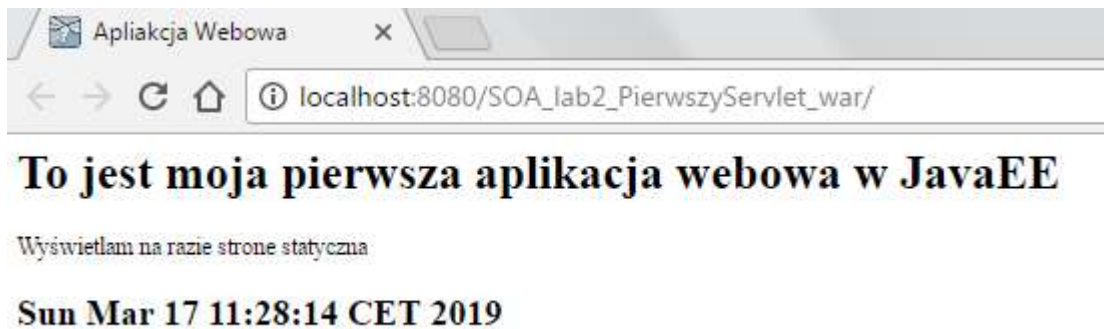 Apliakcja Webowa
localhost:8080/SOA_lab2_PierwszyServlet_war/
To jest moja pierwsza aplikacja webowa w JavaEE
Wyświetlam na razie strone statyczna
Sun Mar 17 11:28:14 CET 2019